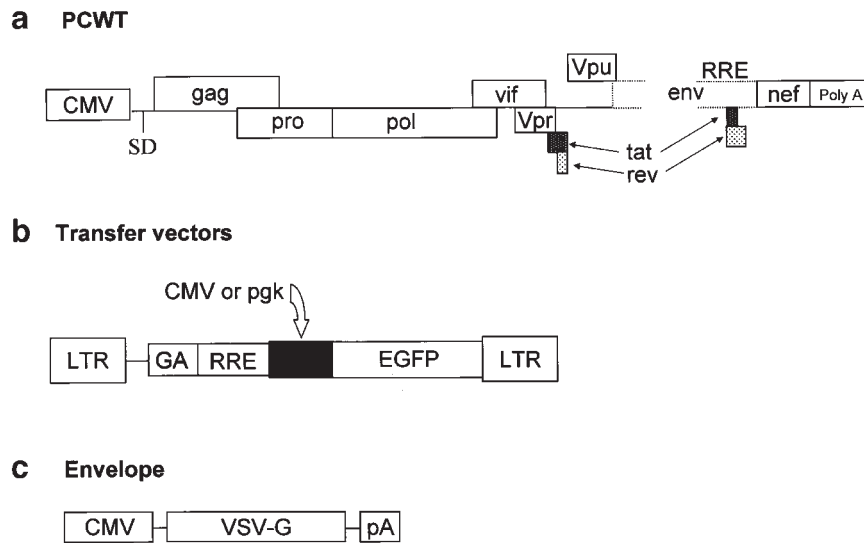 a PCWT
Vpu
RRE
CMV
gag
vif
env
nef
Poly A
SD
pro
pol
Vpr
tat
rev
b Transfer vectors
CMV or pgk
LTR
GA
RRE
EGFP
LTR
c Envelope
CMV
VSV-G
pA